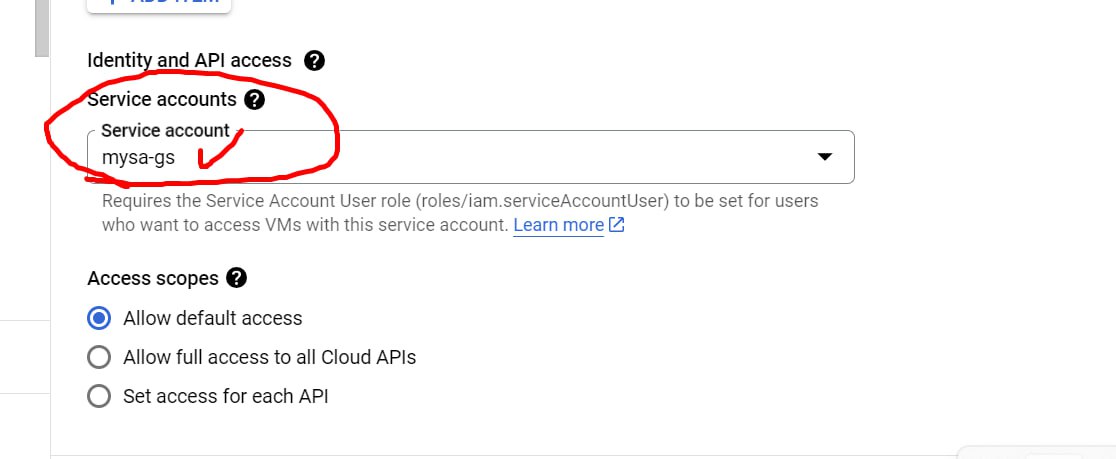 ADD ITEM
Identity and API access
Service accounts
Service account
mysa-gs
Requires the Service Account User role (roles/iam.serviceAccountUser) to be set for users
who want to access VMs with this service account. Learn more
Access scopes
Allow default access
Allow full access to all Cloud APIs
Set access for each API